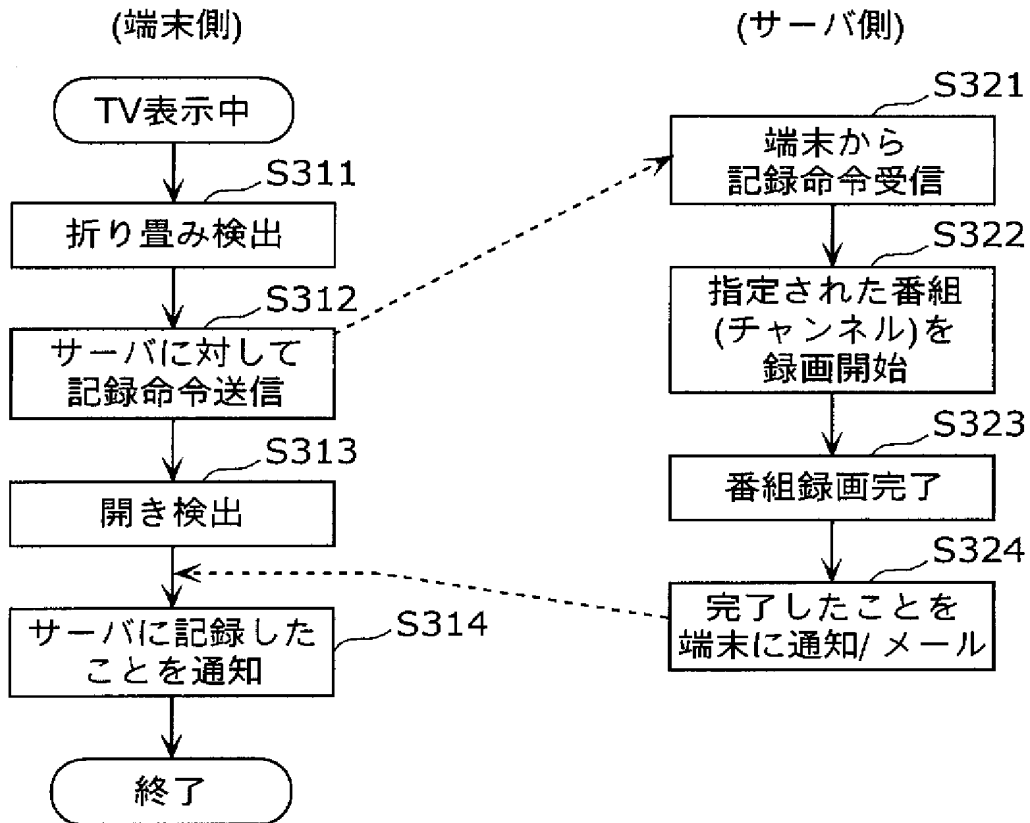 (端末側)
TV表示中
S311
折り畳み検出
S312
サーバに対して
記録命令送信
S313
開き検出
S314
サーバに記録した
ことを通知
終了
(サーバ側)
S321
端末から
記録命令受信
S322
指定された番組
(チャンネル)を
録画開始
S323
番組録画完了
S324
完了したことを
端末に通知/ メール